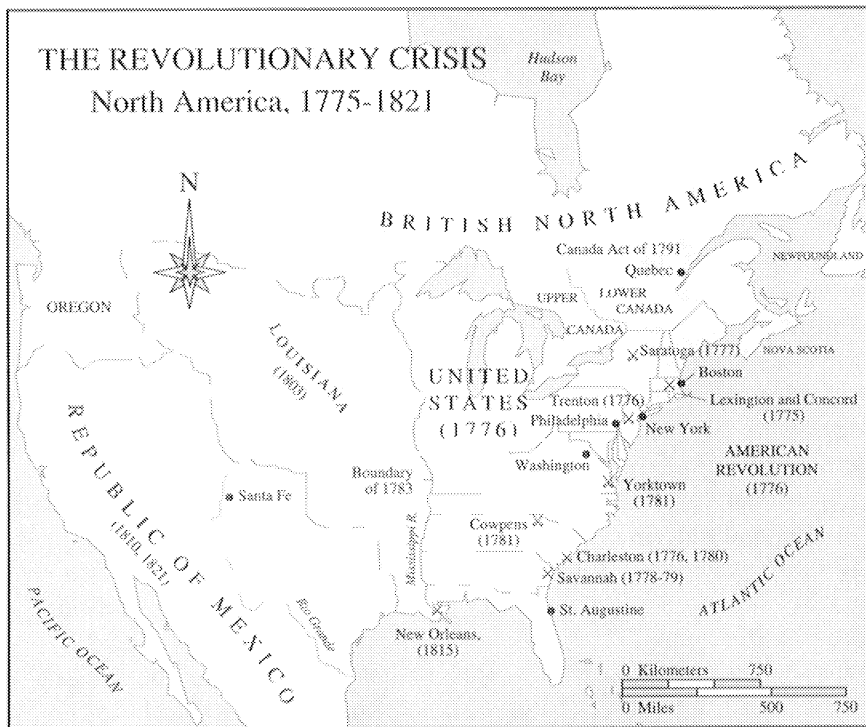 THE REVOLUTIONARY CRISIS
North America, 1775-1821
Hudson
Bay
N
BRITISH NORTH AMERICA
Canada Act of 1791
Quebec
NEWFOUNDLAND
OREGON
UPPER
CANADA
LOWER
CANADA
LOUISIANA
(1803)
Saratoga (1777)
NOVA SCOTIA
UNITED
STATES
(1776)
Boston
Trenton (1776)
Lexington and Concord
(1775)
Philadelphia
New York
Washington
AMERICAN
REVOLUTION
(1776)
Boundary
of 1783
Santa Fe
Yorktown
(1781)
REPUBLIC OF MEXICO
(1810, 1821,)
Mississippi R.
Cowpens
(1781)
Charleston (1776, 1780)
Savannah (1778-79)
ATLANTIC OCEAN
PACIFIC OCEAN
Rio Grande
St. Augustine
New Orleans,
(1815)
0 Kilometers 750
0 Miles 500 750